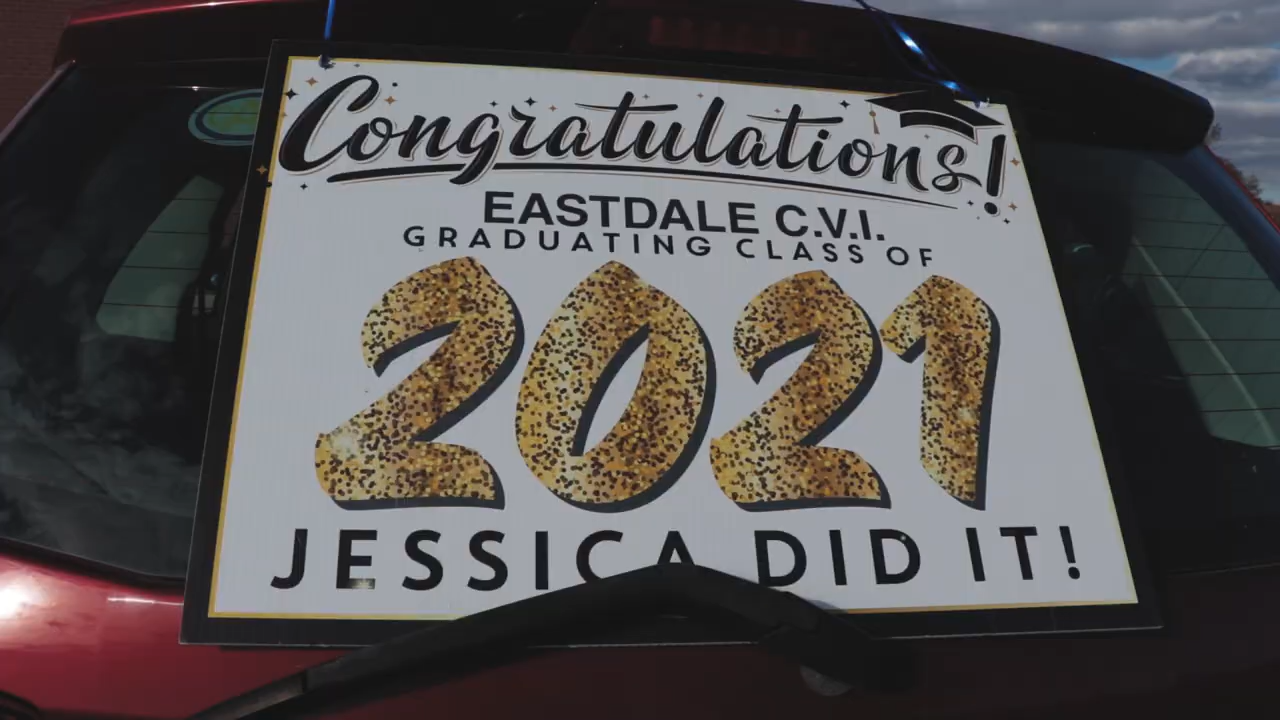 Congratulations!
EASTDALE C.V.I.
GRADUATING CLASS OF
2021
JESSICA DID IT!